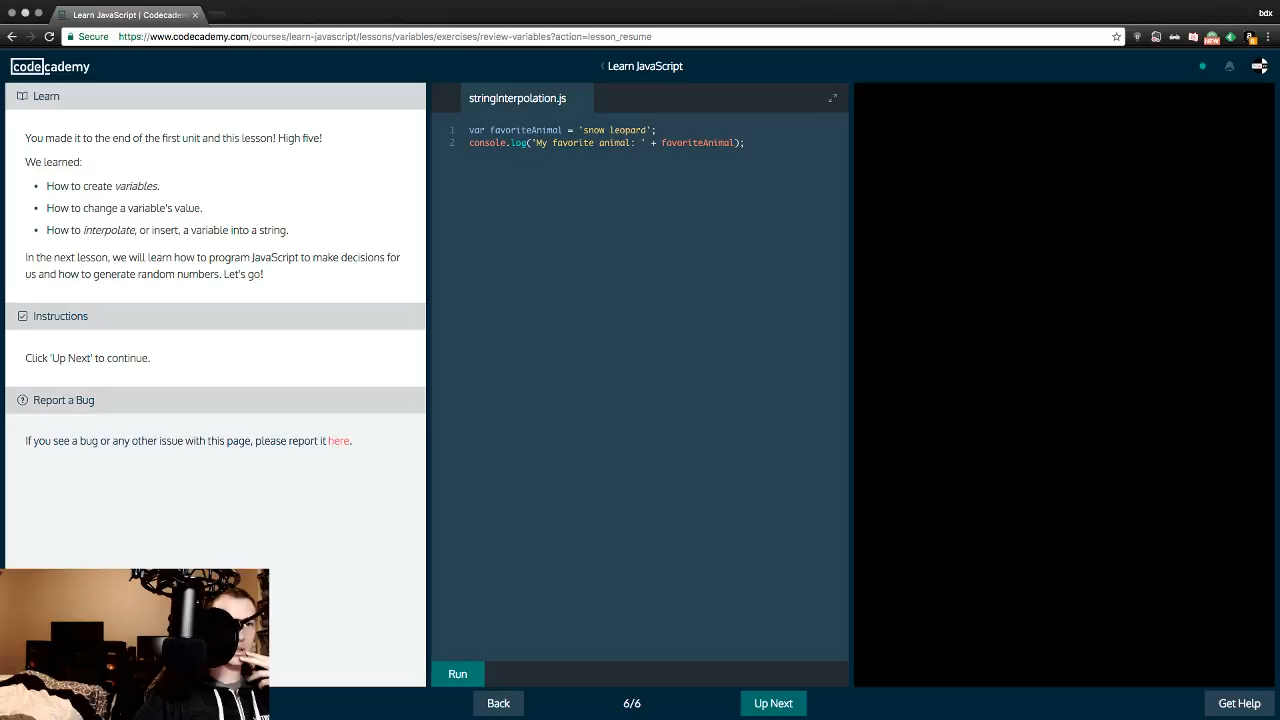 Learn JavaScript | Codecadem
bdx
Secure https://www.codecademy.com/courses/learn-javascript/lessons/variables/exercises/review-variables?action=lesson_resume
codecademy
Learn JavaScript
Learn
You made it to the end of the first unit and this lesson! High five!
We learned:
• How to create variables.
• How to change a variable's value.
• How to interpolate, or insert, a variable into a string.
In the next lesson, we will learn how to program JavaScript to make decisions for
us and how to generate random numbers. Let's go!
Instructions
Click 'Up Next' to continue.
Report a Bug
If you see a bug or any other issue with this page, please report it here.
stringInterpolation.js
1 var favoriteAnimal = 'snow leopard';
2 console.log('My favorite animal: ' + favoriteAnimal);
Run
Back
6/6
Up Next
Get Help